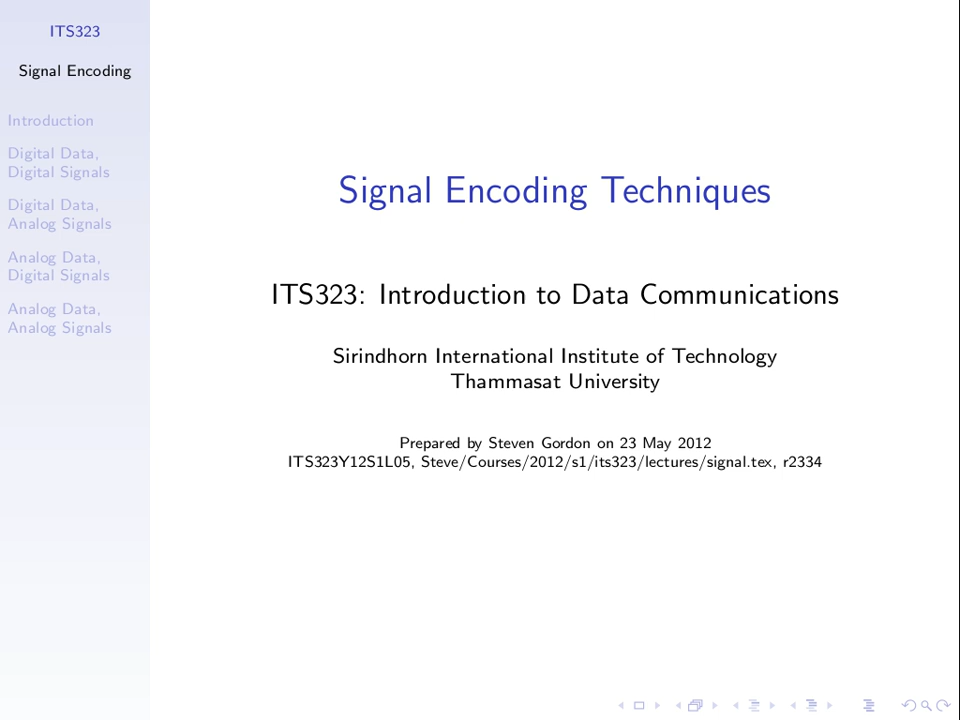 ITS323
Signal Encoding
Introduction
Digital Data,
Digital Signals
Digital Data,
Analog Signals
Analog Data,
Digital Signals
Analog Data,
Analog Signals
Signal Encoding Techniques
ITS323: Introduction to Data Communications
Sirindhorn International Institute of Technology
Thammasat University
Prepared by Steven Gordon on 23 May 2012
ITS323Y12S1L05, Steve/Courses/2012/s1/its323/lectures/signal.tex, r2334